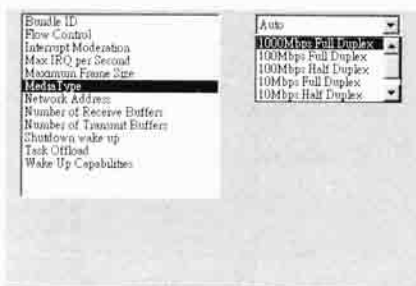 Bundle ID
Flow Control
Interrupt Moderation
Max IRQ per Second
Maximum Frame Size
MediaType
Network Address
Number of Receive Buffers
Number of Transmit Buffers
Shutdown wake up
Task Offload
Wake Up Capabilities
Auto
1000Mbps Full Duplex
100Mbps Full Duplex
100Mbps Half Duplex
10Mbps Full Duplex
10Mbps Half Duplex